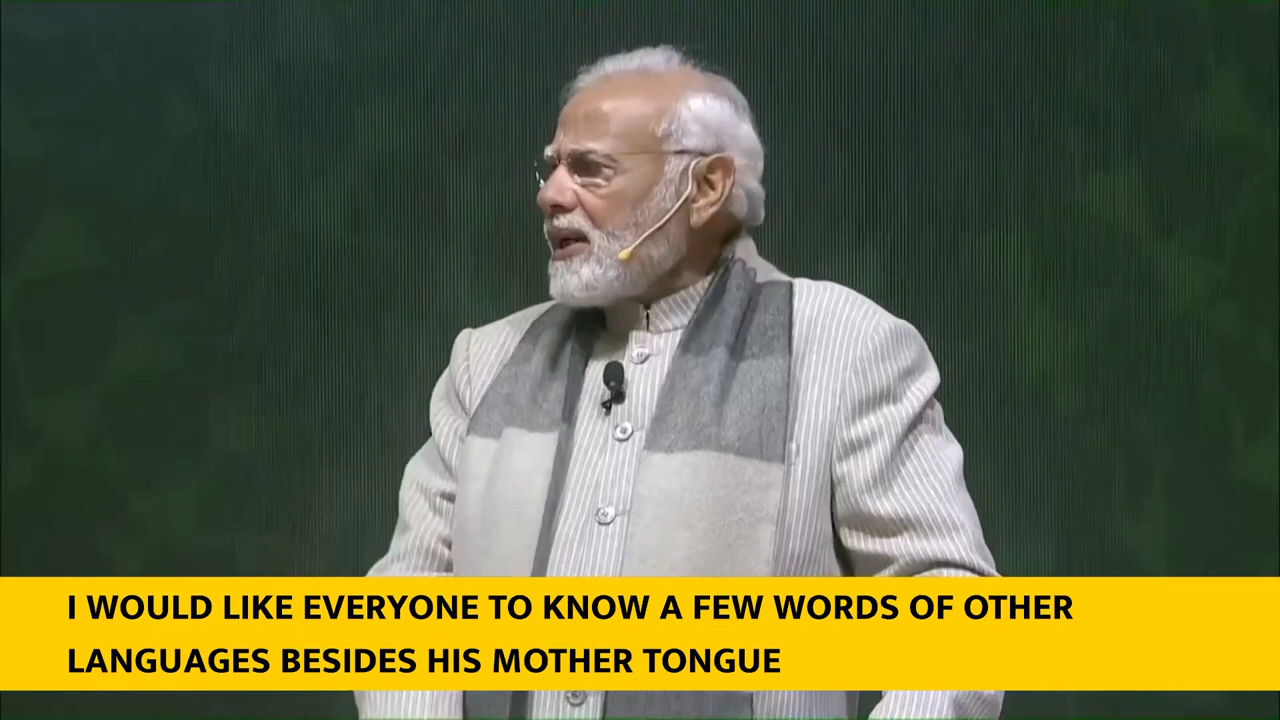 I WOULD LIKE EVERYONE TO KNOW A FEW WORDS OF OTHER
LANGUAGES BESIDES HIS MOTHER TONGUE